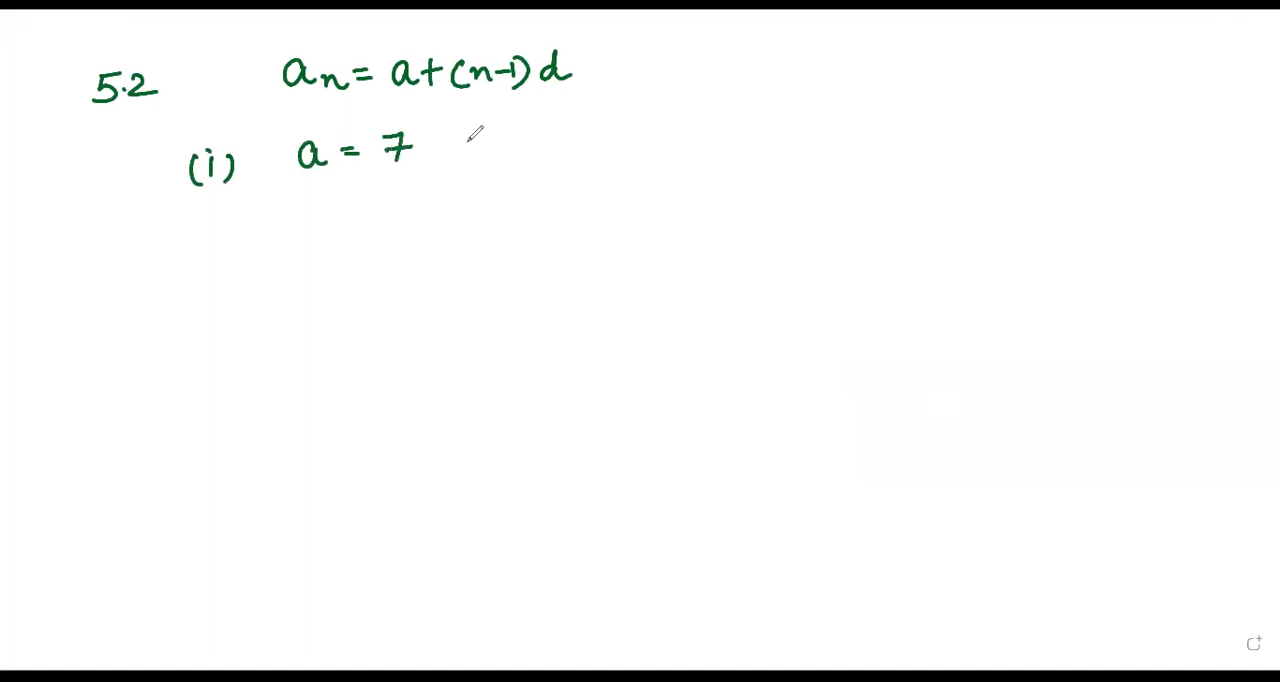 5.2 an = a+(n-1)d
(i) a = 7